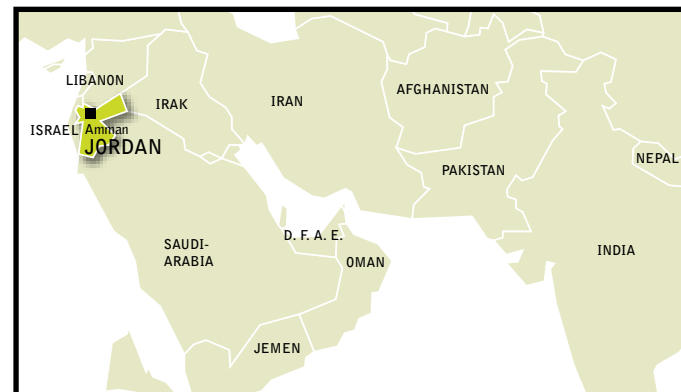 LIBANON
AFGHANISTAN
IRAK
IRAN
ISRAEL
Amman
JORDAN
NEPAL
PAKISTAN
D. F. A. E.
SAUDI-
ARABIA
INDIA
OMAN
JEMEN